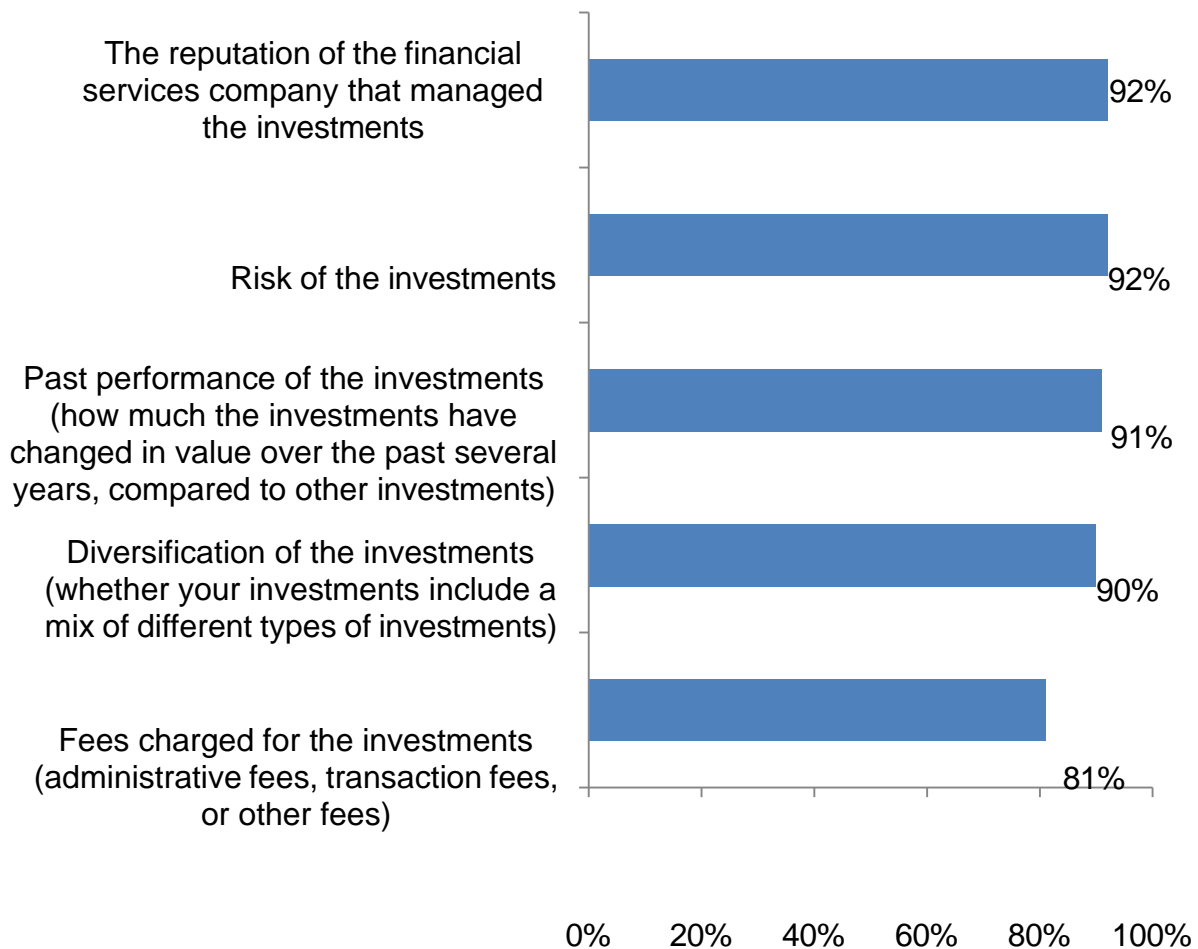 The reputation of the financial
services company that managed
the investments
92%
Risk of the investments
92%
Past performance of the investments
(how much the investments have
changed in value over the past several
years, compared to other investments)
91%
Diversification of the investments
(whether your investments include a
mix of different types of investments)
90%
Fees charged for the investments
(administrative fees, transaction fees,
or other fees)
81%
0% 20% 40% 60% 80% 100%